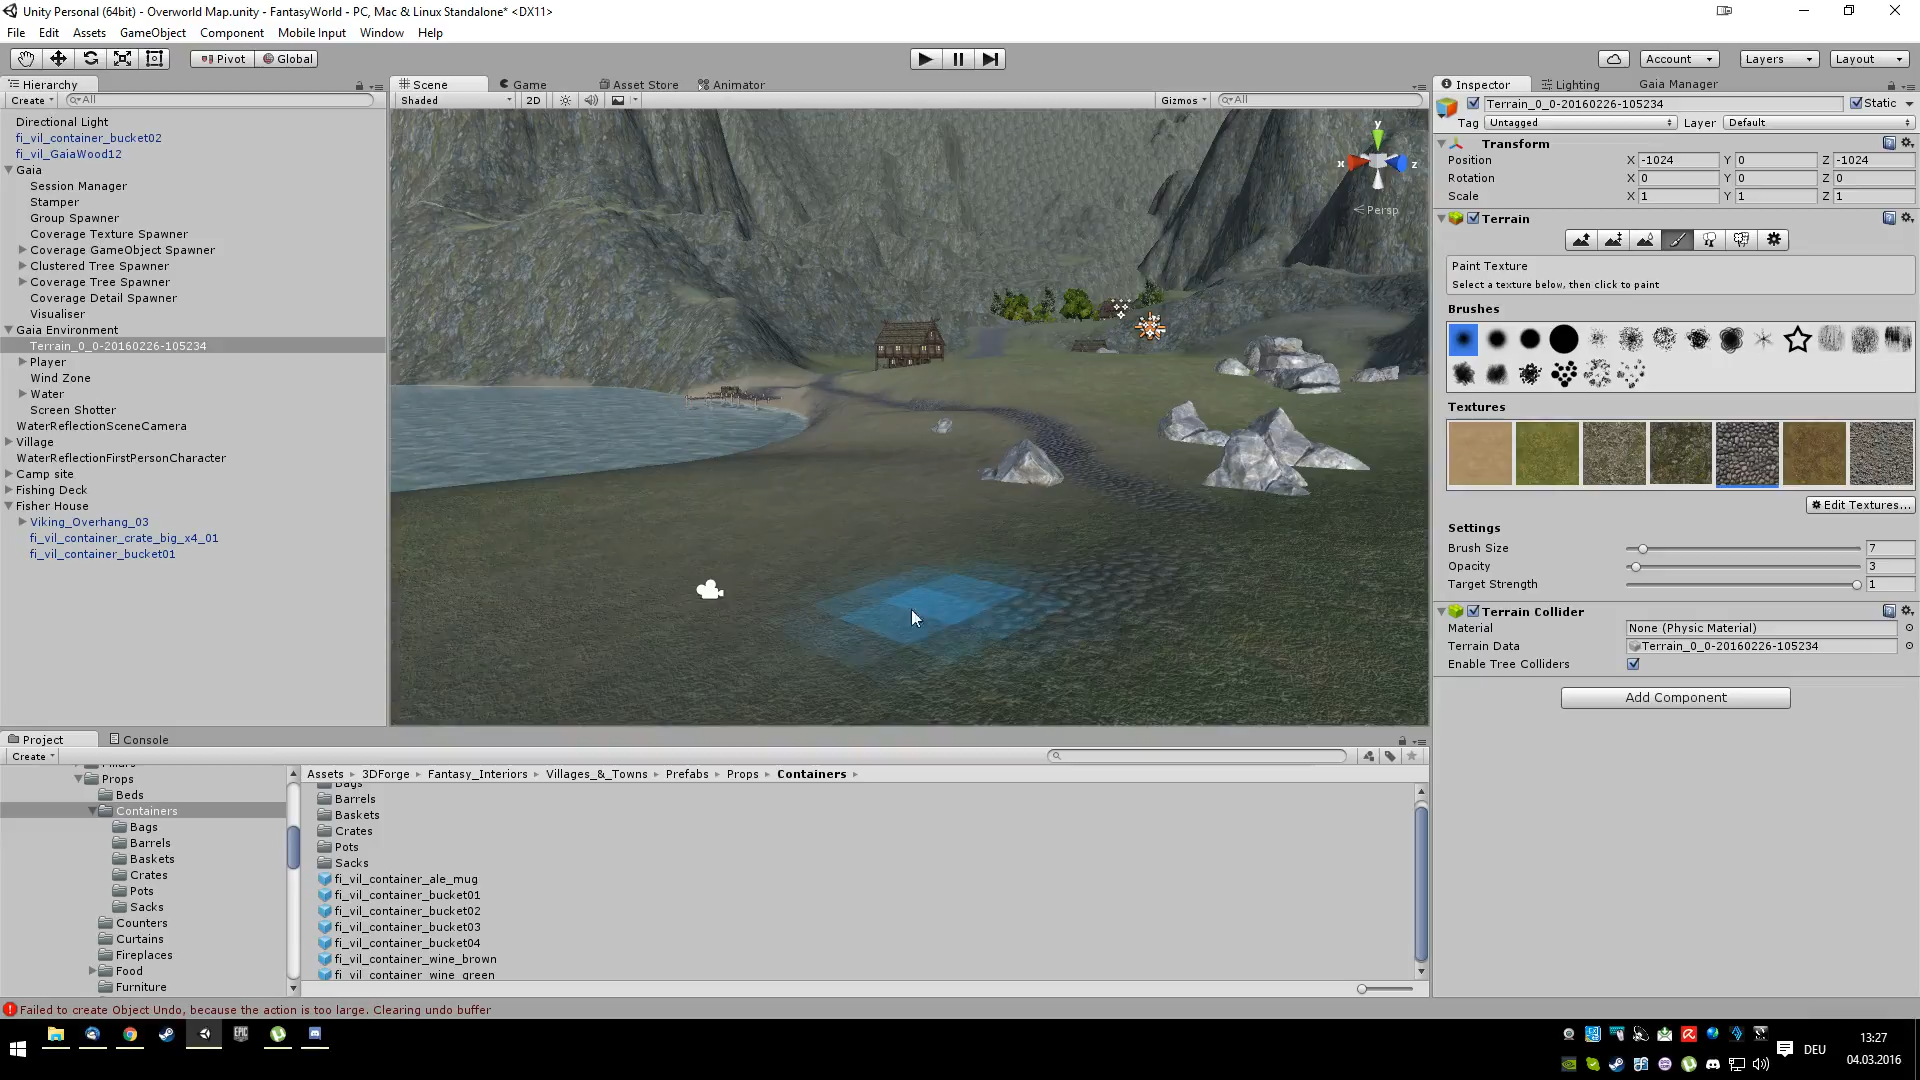 Unity Personal (64bit) - Overworld Map.unity - FantasyWorld - PC, Mac & Linux Standalone* <DX11>
File Edit Assets GameObject Component Mobile Input Window Help
Pivot Global Account Layers Layout
Hierarchy
Create All
Directional Light
fi_vil_container_bucket02
fi_vil_GaiaWood12
Gaia
Session Manager
Stamper
Group Spawner
Coverage Texture Spawner
Coverage GameObject Spawner
Clustered Tree Spawner
Coverage Tree Spawner
Coverage Detail Spawner
Visualiser
Gaia Environment
Terrain_0_0-20160226-105234
Player
Wind Zone
Water
Screen Shotter
WaterReflectionSceneCamera
Village
WaterReflectionFirstPersonCharacter
Camp site
Fishing Deck
Fisher House
Viking_Overhang_03
fi_vil_container_crate_big_x4_01
fi_vil_container_bucket01
Scene Game Asset Store Animator
Shaded 2D Gizmos All
y
x z
Persp
Inspector Lighting Gaia Manager
Terrain_0_0-20160226-105234 Static
Tag Untagged Layer Default
Transform
Position X -1024 Y 0 Z -1024
Rotation X 0 Y 0 Z 0
Scale X 1 Y 1 Z 1
Terrain
Paint Texture
Select a texture below, then click to paint
Brushes
Textures
Edit Textures...
Settings
Brush Size 7
Opacity 3
Target Strength 1
Terrain Collider
Material None (Physic Material)
Terrain Data Terrain_0_0-20160226-105234
Enable Tree Colliders
Add Component
Project Console
Create
Props
Beds
Containers
Bags
Barrels
Baskets
Crates
Pots
Sacks
Counters
Curtains
Fireplaces
Food
Furniture
Assets 3DForge Fantasy_Interiors Villages_&_Towns Prefabs Props Containers
Bags
Barrels
Baskets
Crates
Pots
Sacks
fi_vil_container_ale_mug
fi_vil_container_bucket01
fi_vil_container_bucket02
fi_vil_container_bucket03
fi_vil_container_bucket04
fi_vil_container_wine_brown
fi_vil_container_wine_green
Failed to create Object Undo, because the action is too large. Clearing undo buffer
EPIC
DEU
13:27
04.03.2016